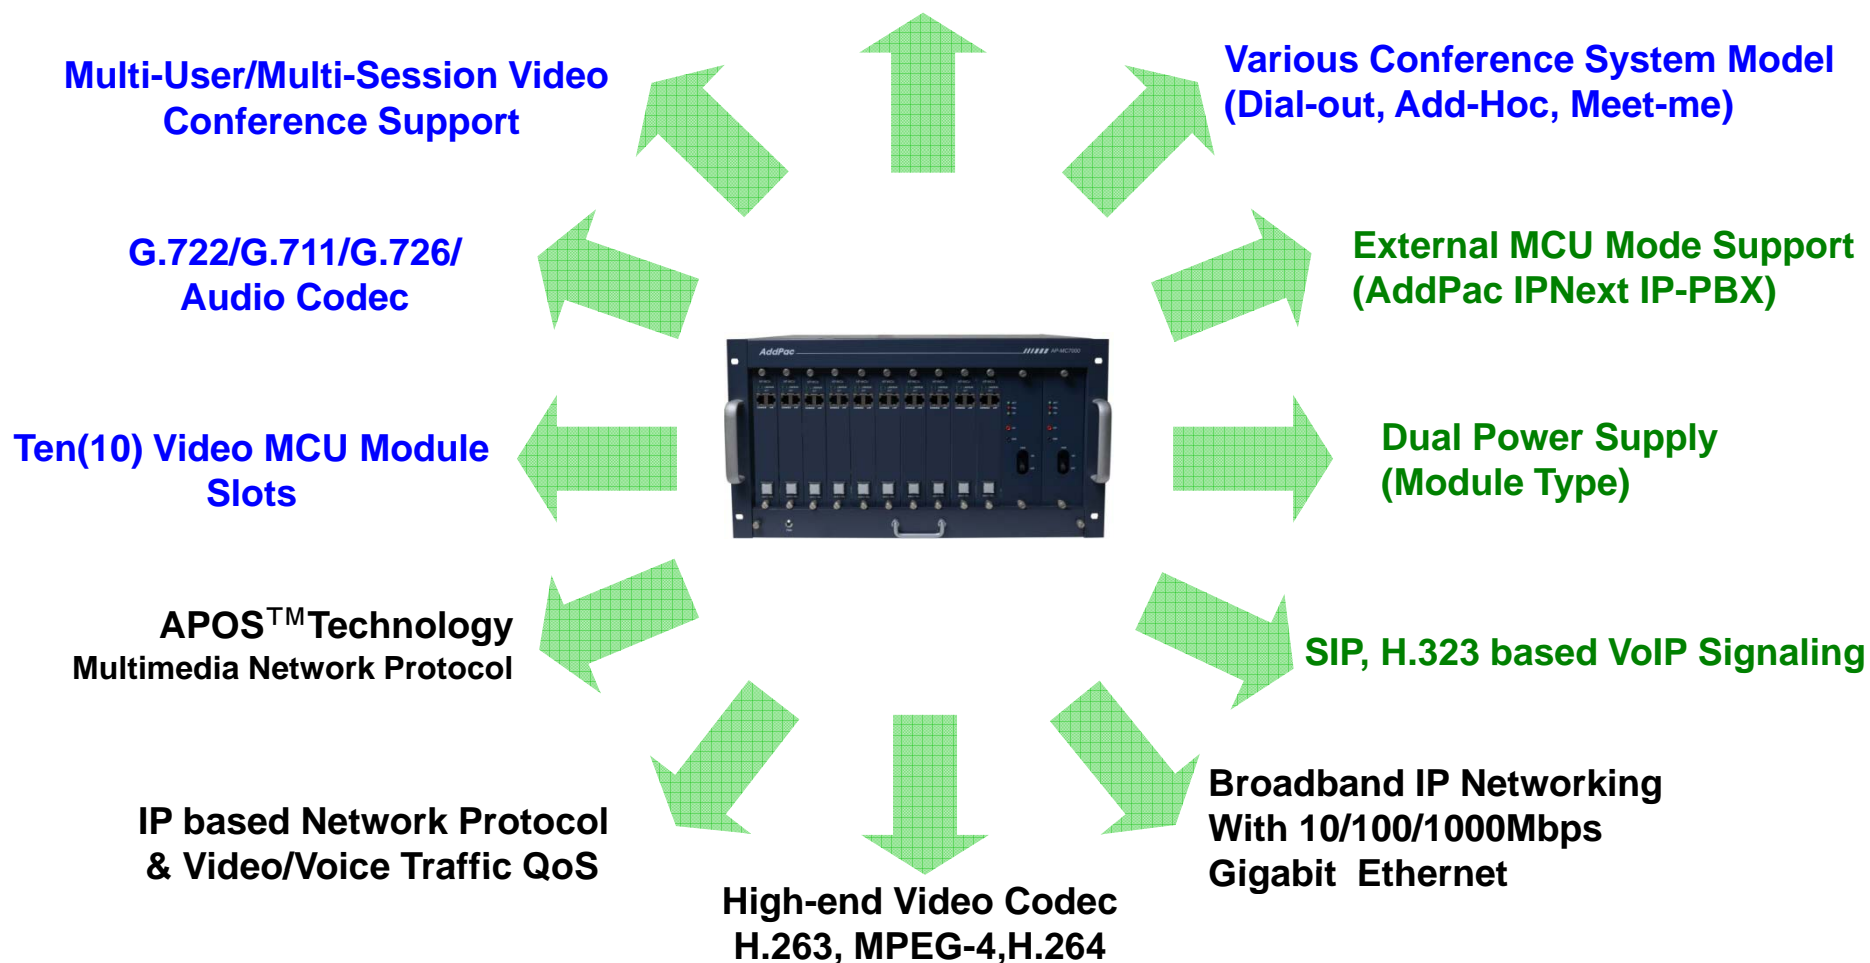 Multi-User/Multi-Session Video
Conference Support
Various Conference System Model
(Dial-out, Add-Hoc, Meet-me)
G.722/G.711/G.726/
Audio Codec
External MCU Mode Support
(AddPac IPNext IP-PBX)
AddPac
AP-MC7000
Ten(10) Video MCU Module
Slots
Dual Power Supply
(Module Type)
APOS™Technology
Multimedia Network Protocol
SIP, H.323 based VoIP Signaling
IP based Network Protocol
& Video/Voice Traffic QoS
Broadband IP Networking
With 10/100/1000Mbps
Gigabit Ethernet
High-end Video Codec
H.263, MPEG-4,H.264